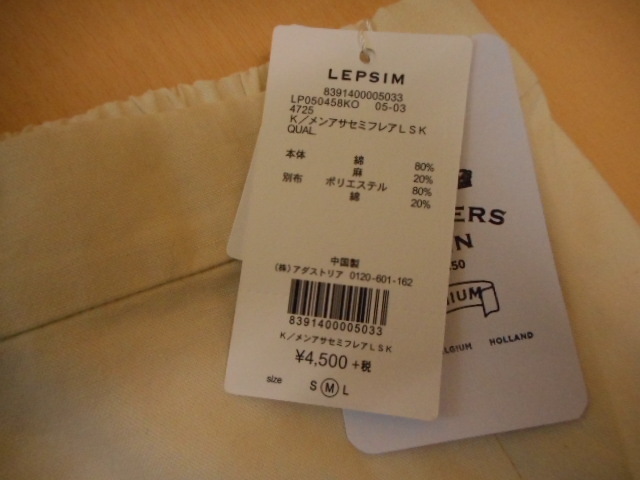 LEPSIM
8391400005033
LP050458KO 05-03
4725
K/メンアサセミフレアLSK
QUAL
本体 綿 80%
麻 20%
別布 ポリエステル 80%
綿 20%
中国製
(株)アダストリア 0120-601-162
8391400005033
K/メンアサセミフレアLSK
¥4,500 +税
size S M L
ERS
N
50
IUM
LGIUM HOLLAND